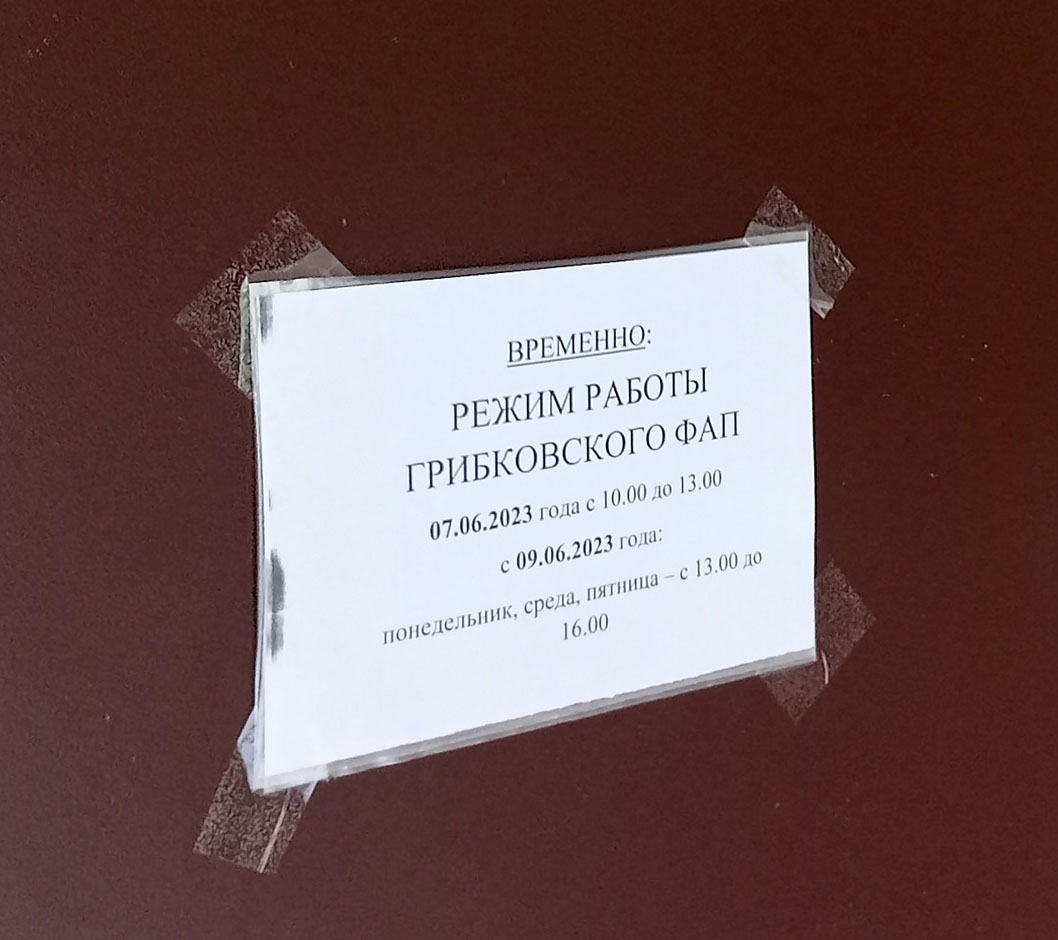 ВРЕМЕННО:
РЕЖИМ РАБОТЫ
ГРИБКОВСКОГО ФАП
07.06.2023 года с 10.00 до 13.00
с 09.06.2023 года:
понедельник, среда, пятница – с 13.00 до
16.00